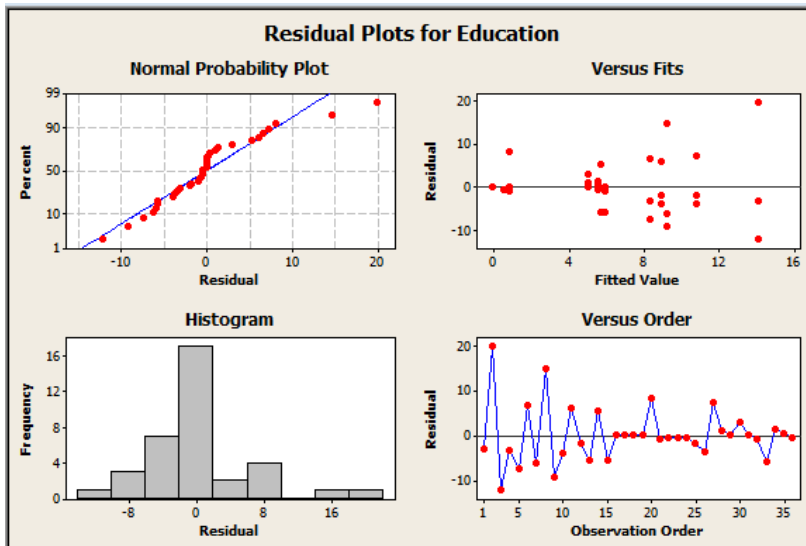 Residual Plots for Education
Normal Probability Plot
99
90
50
10
1
Percent
-10 0 10 20
Residual
Versus Fits
20
10
0
-10
Residual
0 4 8 12 16
Fitted Value
Histogram
16
12
8
4
0
Frequency
-8 0 8 16
Residual
Versus Order
20
10
0
-10
Residual
1 5 10 15 20 25 30 35
Observation Order